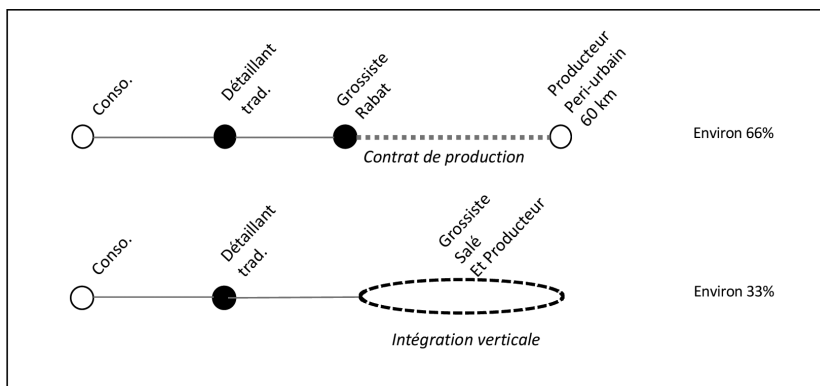 Conso.
Détaillant
trad.
Grossiste
Rabat
Producteur
Peri-urbain
60 km
Environ 66%
Contrat de production
Conso.
Détaillant
trad.
Grossiste
Salé
Et Producteur
Environ 33%
Intégration verticale